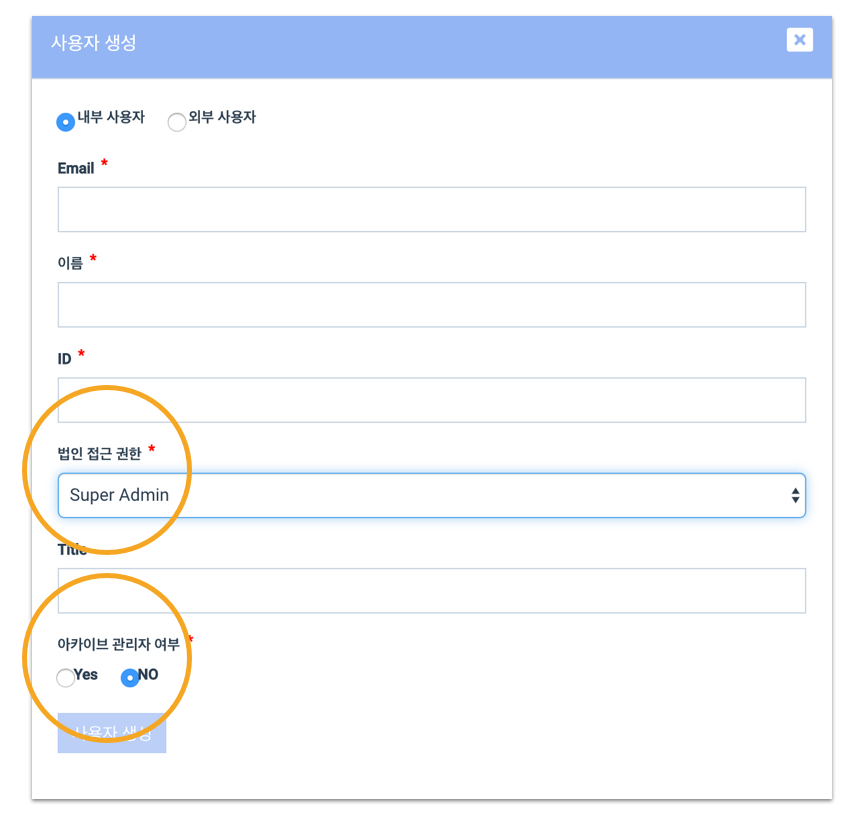 사용자 생성
내부 사용자 외부 사용자
Email *
이름 *
ID *
법인 접근 권한 *
Super Admin
Title
아카이브 관리자 여부 *
Yes NO
사용자 생성